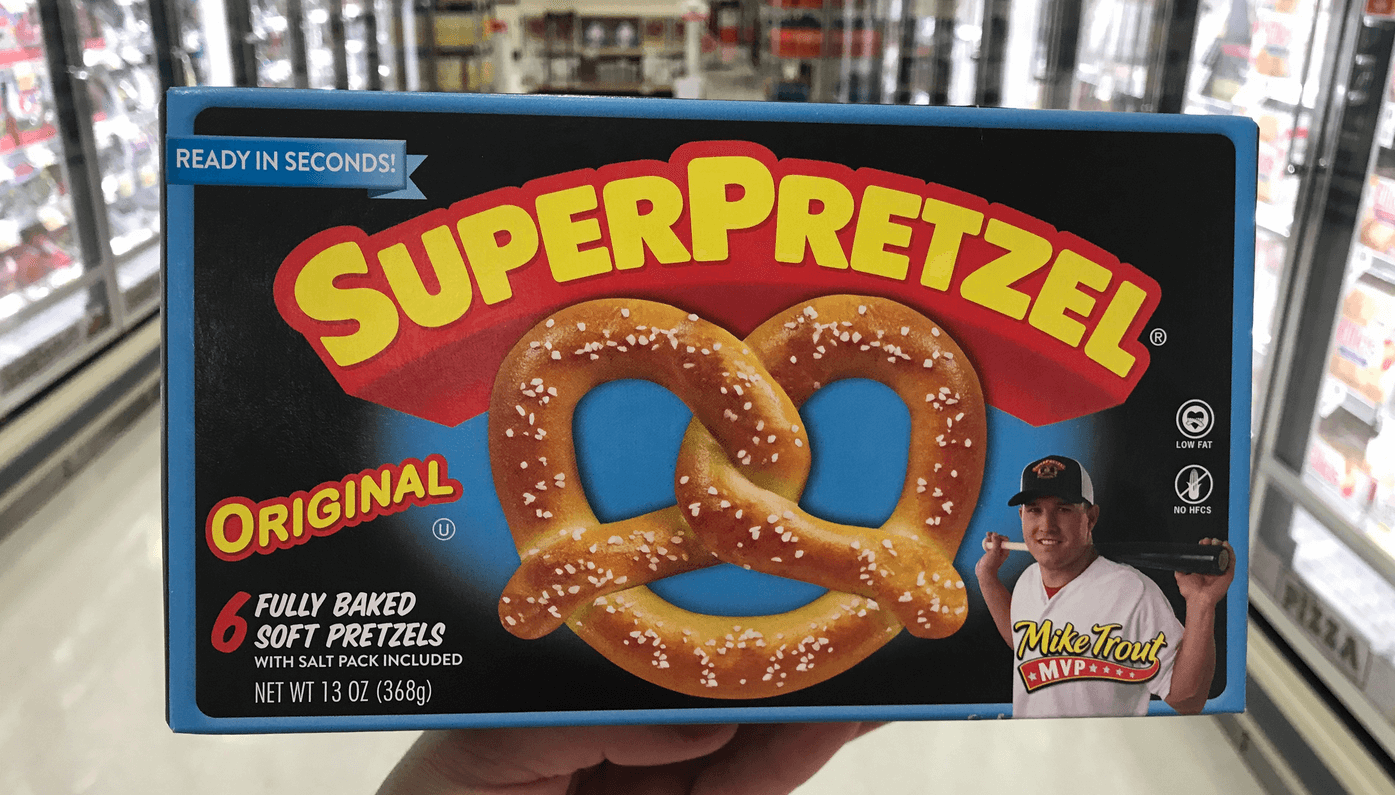 READY IN SECONDS!
SUPERPRETZEL®
ORIGINAL
U
6 FULLY BAKED
SOFT PRETZELS
WITH SALT PACK INCLUDED
NET WT 13 OZ (368g)
LOW FAT
NO HFCS
Mike Trout
MVP
PIZZA